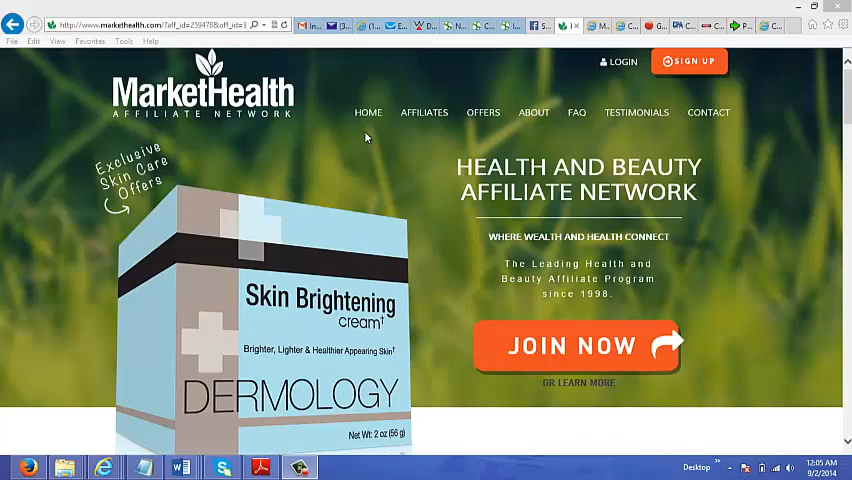 http://www.markethealth.com/?aff_id=259478&off_id=3
File Edit View Favorites Tools Help
MarketHealth
AFFILIATE NETWORK
LOGIN
SIGN UP
HOME AFFILIATES OFFERS ABOUT FAQ TESTIMONIALS CONTACT
Exclusive
Skin Care
Offers
HEALTH AND BEAUTY
AFFILIATE NETWORK
WHERE WEALTH AND HEALTH CONNECT
The Leading Health and
Beauty Affiliate Program
since 1998.
JOIN NOW
OR LEARN MORE
Skin Brightening
cream†
Brighter, Lighter & Healthier Appearing Skin†
DERMOLOGY
Net Wt: 2 oz (56 g)
Desktop
12:05 AM
9/2/2014